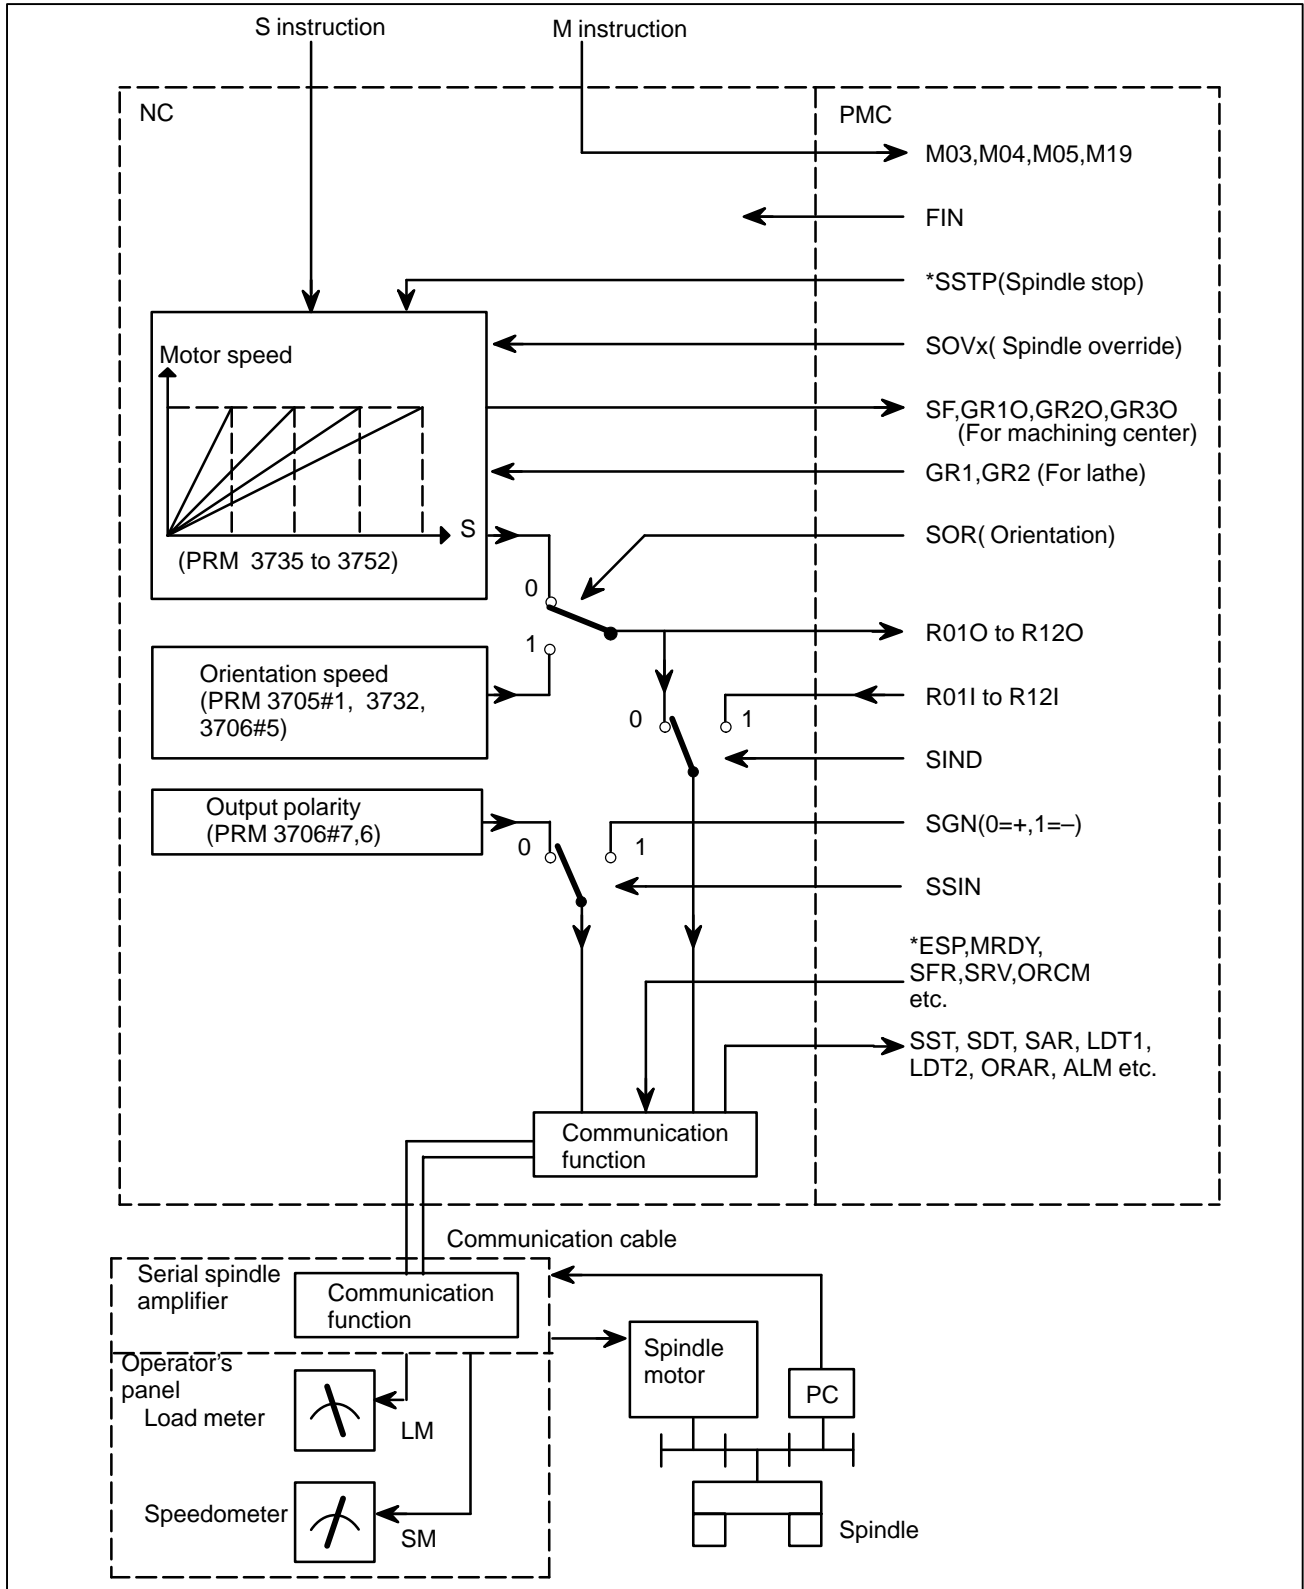 S instruction
M instruction
NC
PMC
M03,M04,M05,M19
FIN
*SSTP(Spindle stop)
Motor speed
SOVx( Spindle override)
SF,GR1O,GR2O,GR3O
(For machining center)
GR1,GR2 (For lathe)
S
(PRM 3735 to 3752)
SOR( Orientation)
0
1
R01O to R12O
Orientation speed
(PRM 3705#1, 3732,
3706#5)
R01I to R12I
0
1
SIND
Output polarity
(PRM 3706#7,6)
SGN(0=+,1=–)
0
1
SSIN
*ESP,MRDY,
SFR,SRV,ORCM
etc.
SST, SDT, SAR, LDT1,
LDT2, ORAR, ALM etc.
Communication
function
Communication cable
Serial spindle
amplifier
Communication
function
Operator's
panel
Load meter
LM
Spindle
motor
PC
Speedometer
SM
Spindle